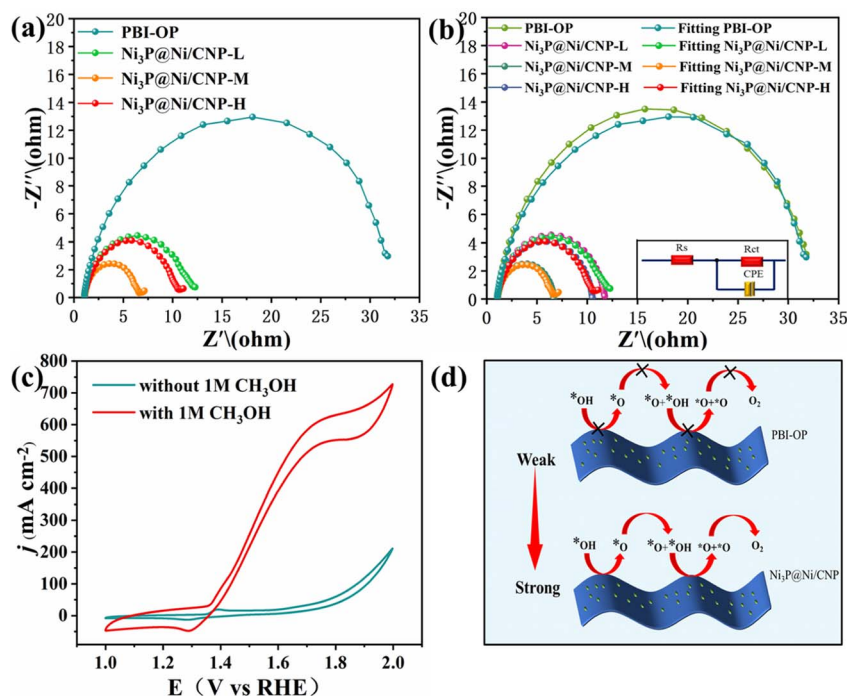 (a)
20
18
16
14
12
10
8
6
4
2
0
-Z′′\(ohm)
PBI-OP
Ni₃P@Ni/CNP-L
Ni₃P@Ni/CNP-M
Ni₃P@Ni/CNP-H
0 5 10 15 20 25 30 35
Z′\(ohm)
(b)
20
18
16
14
12
10
8
6
4
2
0
-Z′′\(ohm)
PBI-OP Fitting PBI-OP
Ni₃P@Ni/CNP-L Fitting Ni₃P@Ni/CNP-L
Ni₃P@Ni/CNP-M Fitting Ni₃P@Ni/CNP-M
Ni₃P@Ni/CNP-H Fitting Ni₃P@Ni/CNP-H
Rs Rct
CPE
0 5 10 15 20 25 30 35
Z′\(ohm)
(c)
800
700
600
500
400
300
200
100
0
j (mA cm⁻²)
without 1M CH₃OH
with 1M CH₃OH
1.0 1.2 1.4 1.6 1.8 2.0
E（V vs RHE）
(d)
*OH *O *O+*OH *O+*O O₂
PBI-OP
Weak
*OH *O *O+*OH *O+*O O₂
Strong
Ni₃P@Ni/CNP